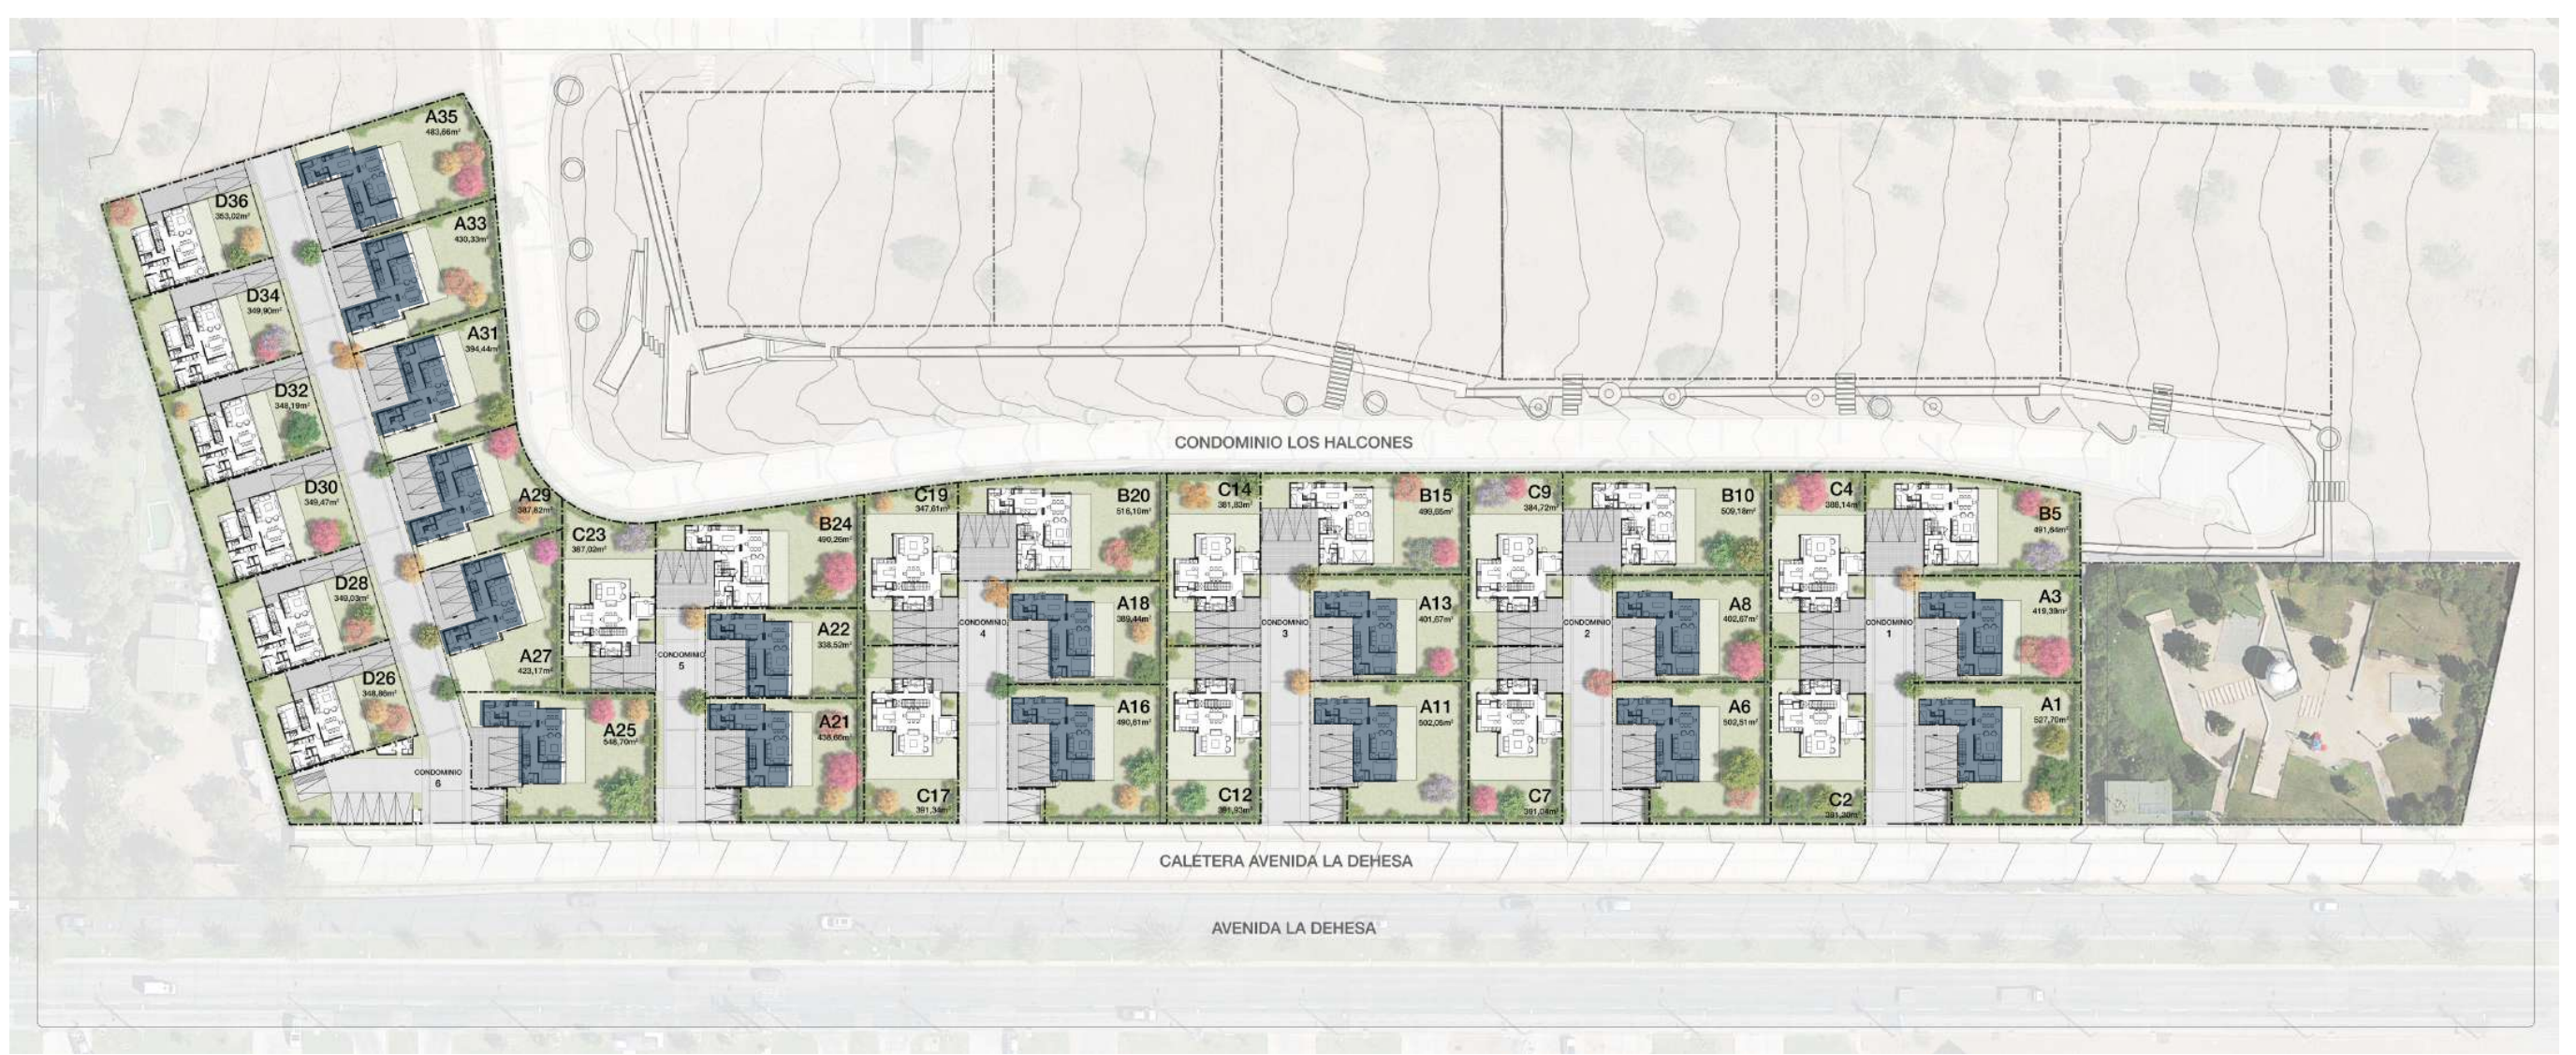 A35
483,66m²
D36
353,02m²
A33
430,33m²
D34
349,90m²
A31
394,44m²
D32
348,19m²
CONDOMINIO LOS HALCONES
D30
349,47m²
A29
387,62m²
C23
387,02m²
B24
490,26m²
C19
347,61m²
B20
516,10m²
C14
381,83m²
B15
499,65m²
C9
384,72m²
B10
509,18m²
C4
388,14m²
B5
491,64m²
D28
349,03m²
A27
423,17m²
A22
338,52m²
A18
389,44m²
A13
401,67m²
A8
402,67m²
A3
419,39m²
CONDOMINIO
5
CONDOMINIO
4
CONDOMINIO
3
CONDOMINIO
2
CONDOMINIO
1
D26
348,86m²
A25
548,70m²
A21
438,66m²
A16
490,61m²
A11
502,05m²
A6
502,51m²
A1
527,70m²
CONDOMINIO
6
C17
391,34m²
C12
391,93m²
C7
391,04m²
C2
391,30m²
CALETERA AVENIDA LA DEHESA
AVENIDA LA DEHESA